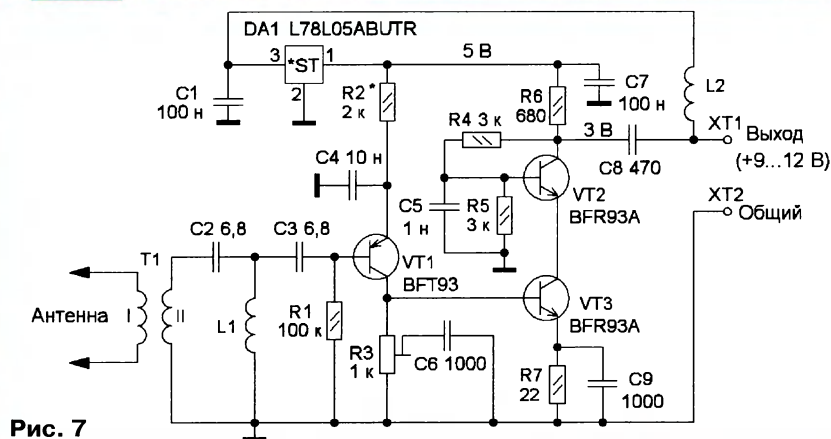 DA1 L78L05ABUTR
3
*ST
1
2
5 В
C1
100 н
R2*
2 к
R4 3 к
R6
680
C7
100 н
L2
3 В
XT1
Выход
(+9...12 В)
C8 470
C4 10 н
C5
1 н
R5
3 к
VT2
BFR93A
XT2
Общий
C2 6,8
C3 6,8
T1
VT1
BFT93
Антенна
I
II
L1
R1
100 к
VT3
BFR93A
R3
1 к
C6 1000
R7
22
C9
1000
Рис. 7